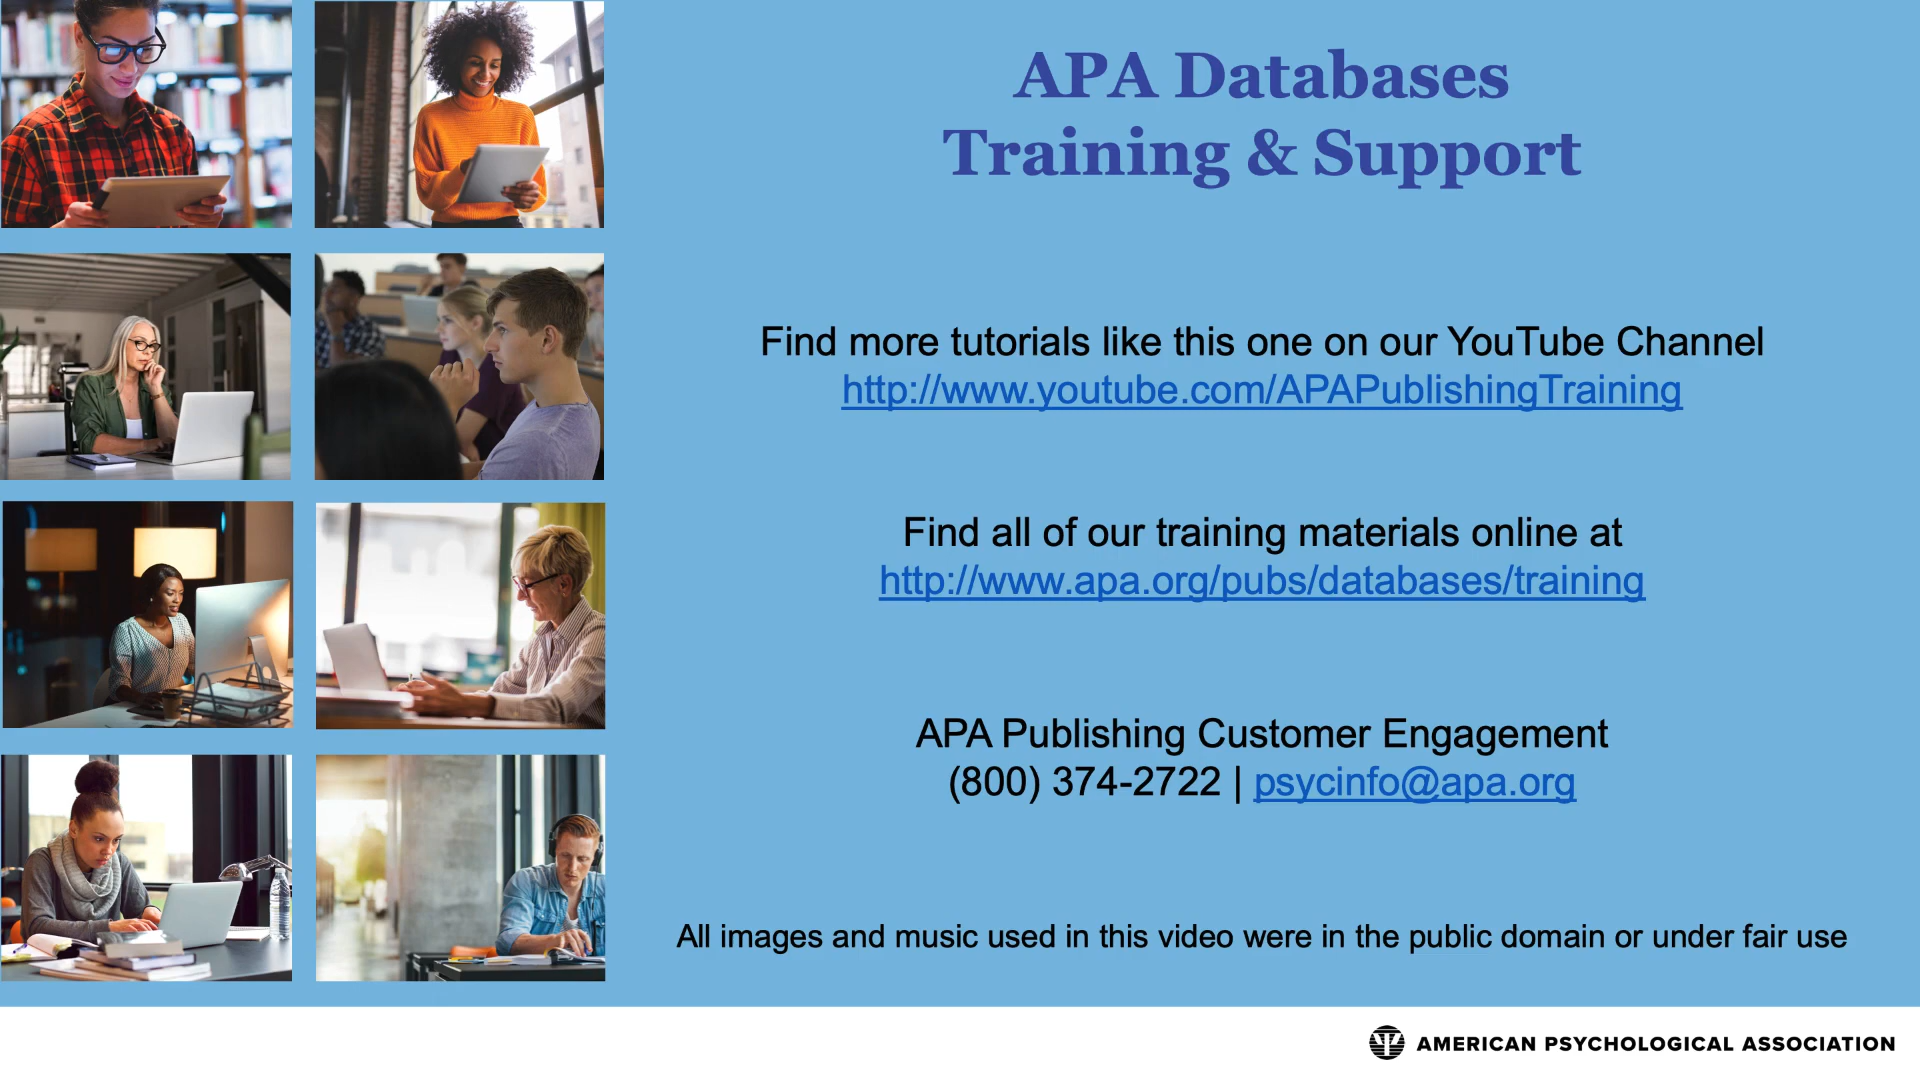 APA Databases
Training & Support
Find more tutorials like this one on our YouTube Channel
http://www.youtube.com/APAPublishingTraining
Find all of our training materials online at
http://www.apa.org/pubs/databases/training
APA Publishing Customer Engagement
(800) 374-2722 | psycinfo@apa.org
All images and music used in this video were in the public domain or under fair use
AMERICAN PSYCHOLOGICAL ASSOCIATION